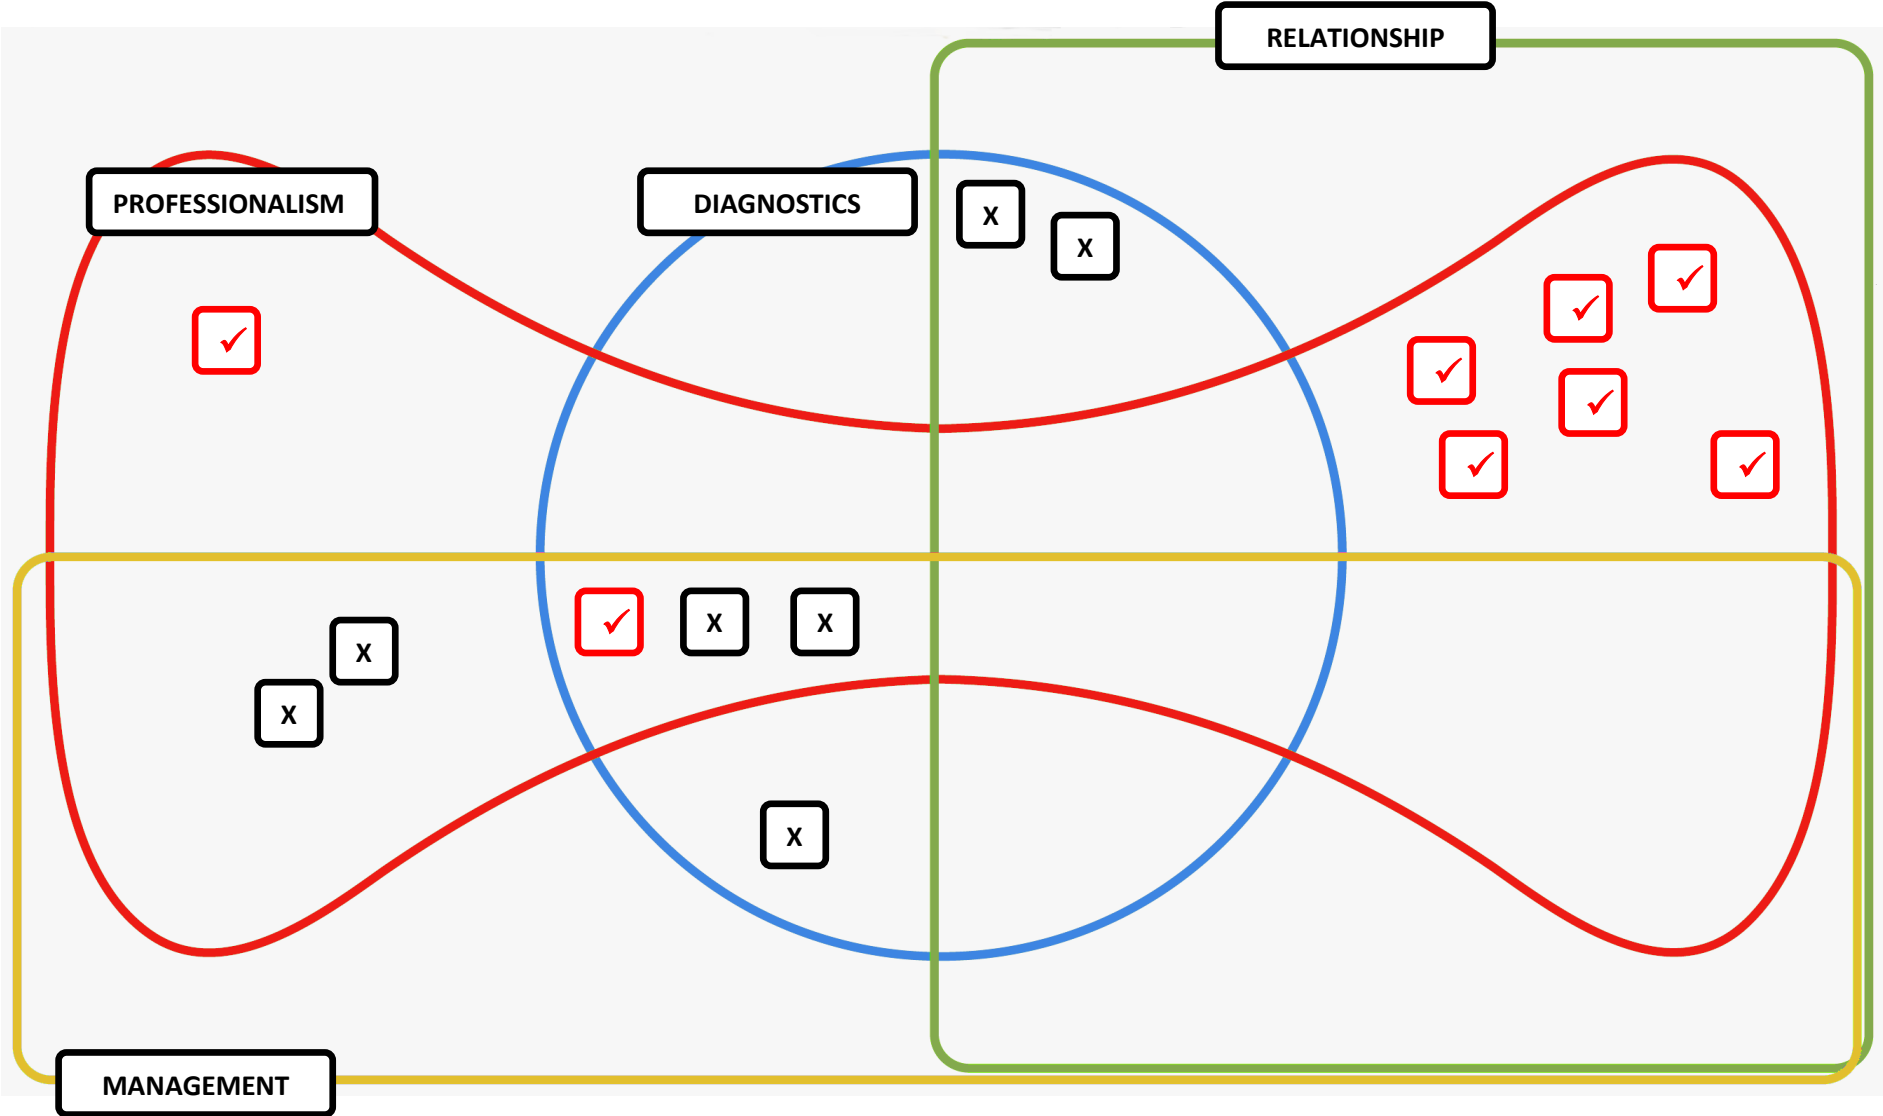 RELATIONSHIP
PROFESSIONALISM
DIAGNOSTICS
X
X
✓
✓
✓
✓
✓
✓
✓
✓
X
X
X
X
X
MANAGEMENT